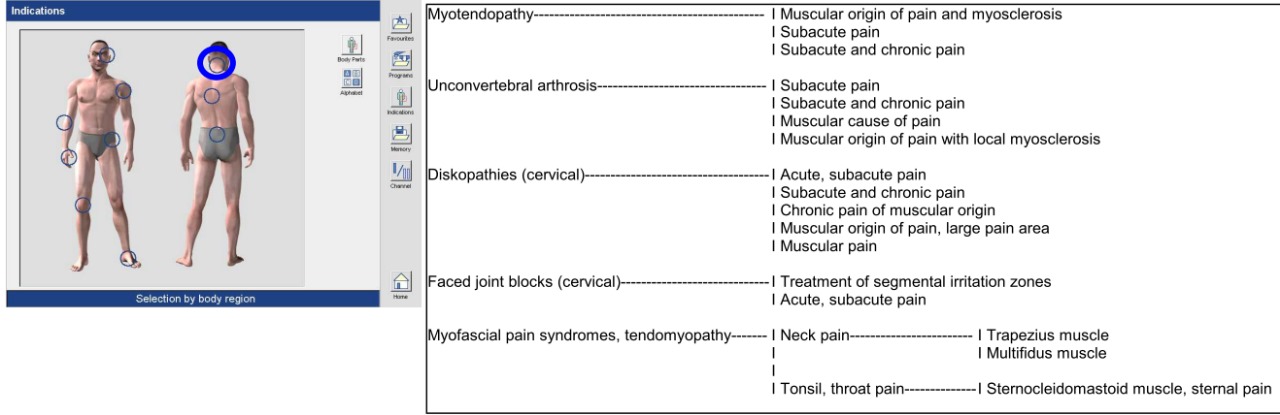 Indications
Favourites
Body Parts
Programs
Alphabet
Indications
Memory
Channel
Home
Selection by body region
Myotendopathy---------------------------------------------- I Muscular origin of pain and myosclerosis
I Subacute pain
I Subacute and chronic pain
Unconvertebral arthrosis---------------------------------- I Subacute pain
I Subacute and chronic pain
I Muscular cause of pain
I Muscular origin of pain with local myosclerosis
Diskopathies (cervical)------------------------------------- I Acute, subacute pain
I Subacute and chronic pain
I Chronic pain of muscular origin
I Muscular origin of pain, large pain area
I Muscular pain
Faced joint blocks (cervical)------------------------------ I Treatment of segmental irritation zones
I Acute, subacute pain
Myofascial pain syndromes, tendomyopathy------- I Neck pain------------------------ I Trapezius muscle
I I Multifidus muscle
I
I Tonsil, throat pain--------------I Sternocleidomastoid muscle, sternal pain